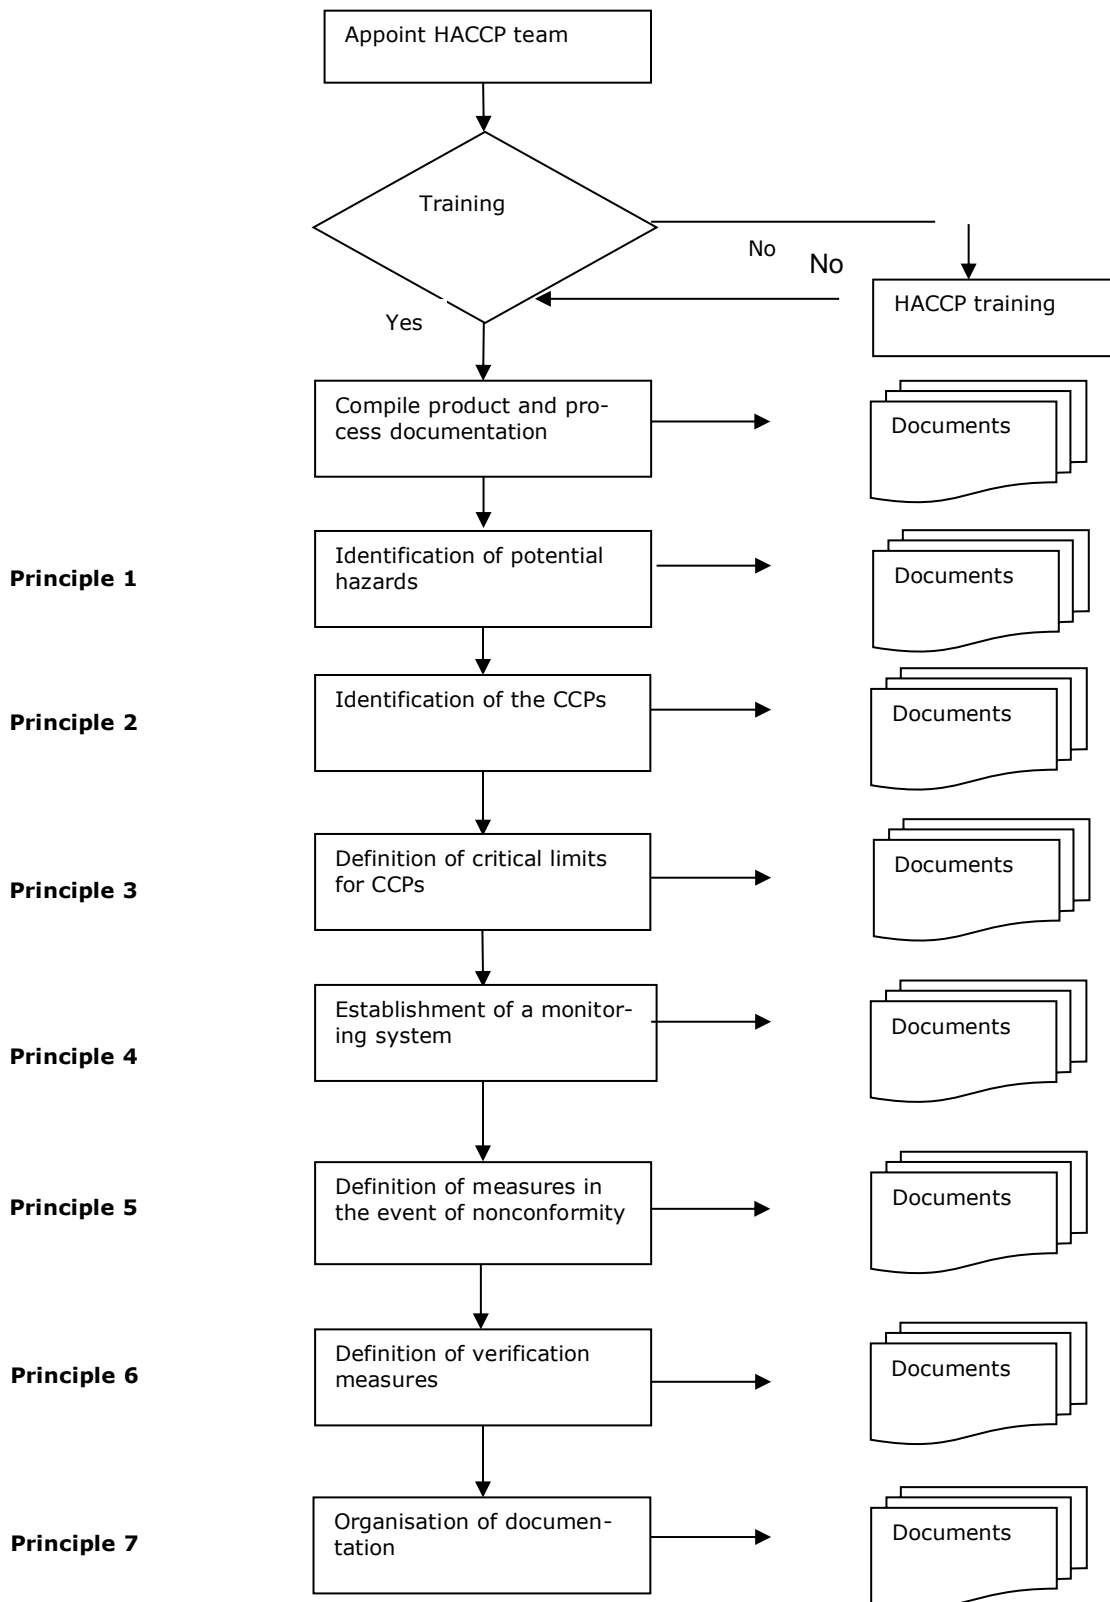 Appoint HACCP team
Training
No
No
HACCP training
Yes
Compile product and pro-
cess documentation
Documents
Principle 1
Identification of potential
hazards
Documents
Principle 2
Identification of the CCPs
Documents
Principle 3
Definition of critical limits
for CCPs
Documents
Principle 4
Establishment of a monitor-
ing system
Documents
Principle 5
Definition of measures in
the event of nonconformity
Documents
Principle 6
Definition of verification
measures
Documents
Principle 7
Organisation of documen-
tation
Documents